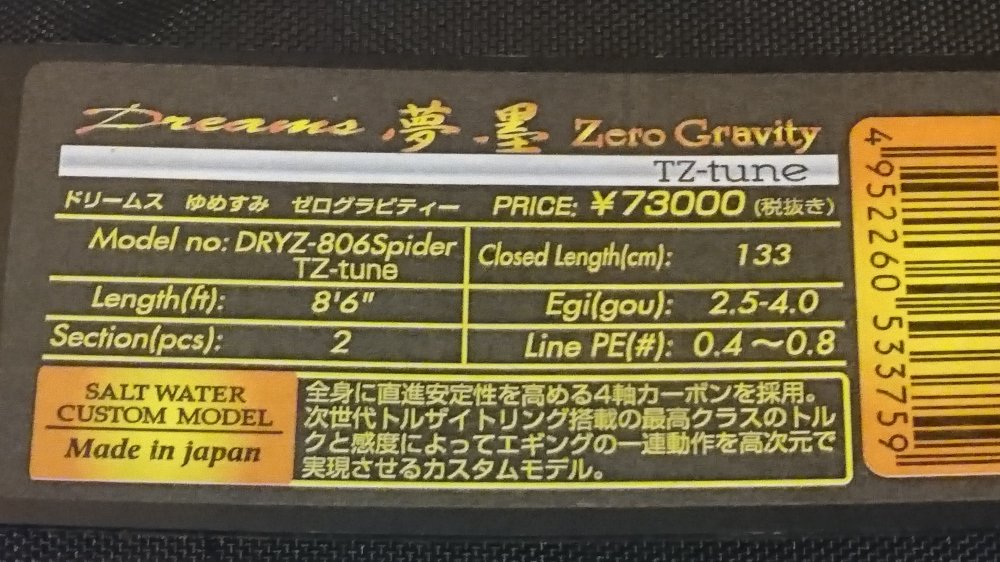 Dreams 夢墨 Zero Gravity
TZ-tune
ドリームス ゆめすみ ゼログラビティー PRICE: ¥73000 (税抜き)
Model no: DRYZ-806Spider
TZ-tune
Closed Length(cm): 133
Length(ft): 8'6"
Egi(gou): 2.5-4.0
Section(pcs): 2
Line PE(#): 0.4～0.8
SALT WATER
CUSTOM MODEL
Made in japan
全身に直進安定性を高める4軸カーボンを採用。
次世代トルザイトリング搭載の最高クラスのトル
クと感度によってエギングの一連動作を高次元で
実現させるカスタムモデル。
4952260533759